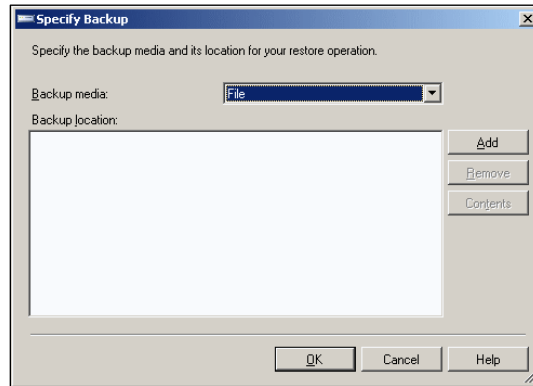 Specify Backup
Specify the backup media and its location for your restore operation.
Backup media:
File
Backup location:
Add
Remove
Contents
OK
Cancel
Help